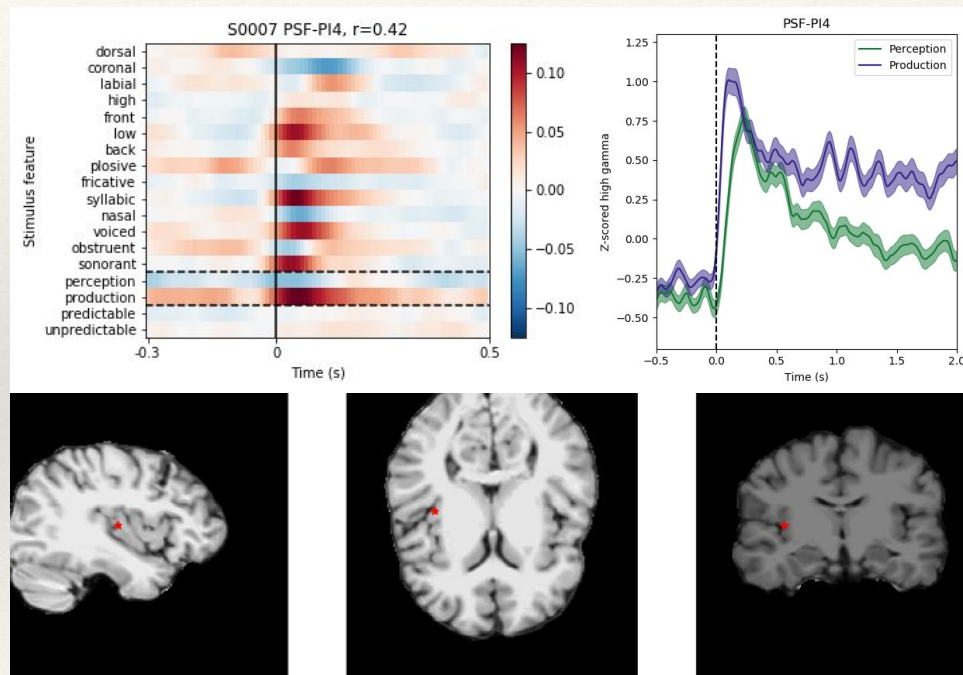 S0007 PSF-PI4, r=0.42
Stimulus feature
dorsal
coronal
labial
high
front
low
back
plosive
fricative
syllabic
nasal
voiced
obstruent
sonorant
perception
production
predictable
unpredictable
-0.3
0
0.5
Time (s)
0.10
0.05
0.00
−0.05
−0.10
PSF-PI4
Perception
Production
Z-scored high gamma
1.25
1.00
0.75
0.50
0.25
0.00
−0.25
−0.50
−0.5
0.0
0.5
1.0
1.5
2.0
Time (s)